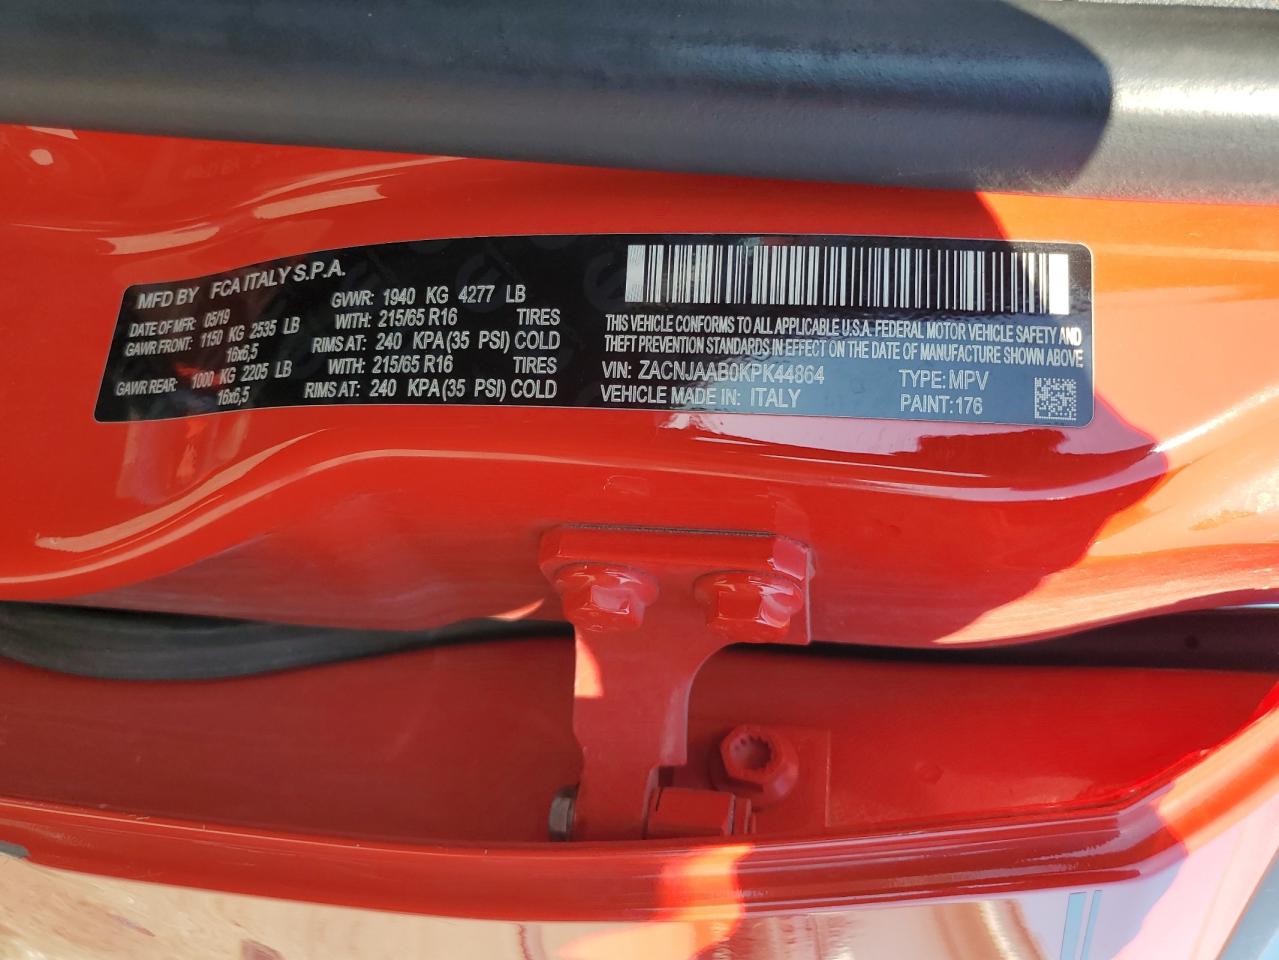 MFD BY FCA ITALY S.P.A.
DATE OF MFR: 05/19 GVWR: 1940 KG 4277 LB
GAWR FRONT: 1150 KG 2535 LB WITH: 215/65 R16 TIRES
16x6,5 RIMS AT: 240 KPA(35 PSI) COLD
GAWR REAR: 1000 KG 2205 LB WITH: 215/65 R16 TIRES
16x6,5 RIMS AT: 240 KPA(35 PSI) COLD
THIS VEHICLE CONFORMS TO ALL APPLICABLE U.S.A. FEDERAL MOTOR VEHICLE SAFETY AND
THEFT PREVENTION STANDARDS IN EFFECT ON THE DATE OF MANUFACTURE SHOWN ABOVE
VIN: ZACNJAAB0KPK44864 TYPE: MPV
VEHICLE MADE IN: ITALY PAINT:176